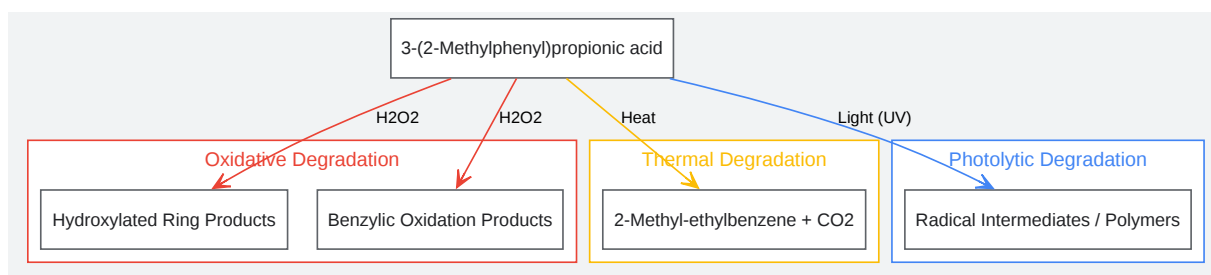 3-(2-Methylphenyl)propionic acid
H2O2
H2O2
Heat
Light (UV)
Oxidative Degradation
Thermal Degradation
Photolytic Degradation
Hydroxylated Ring Products
Benzylic Oxidation Products
2-Methyl-ethylbenzene + CO2
Radical Intermediates / Polymers